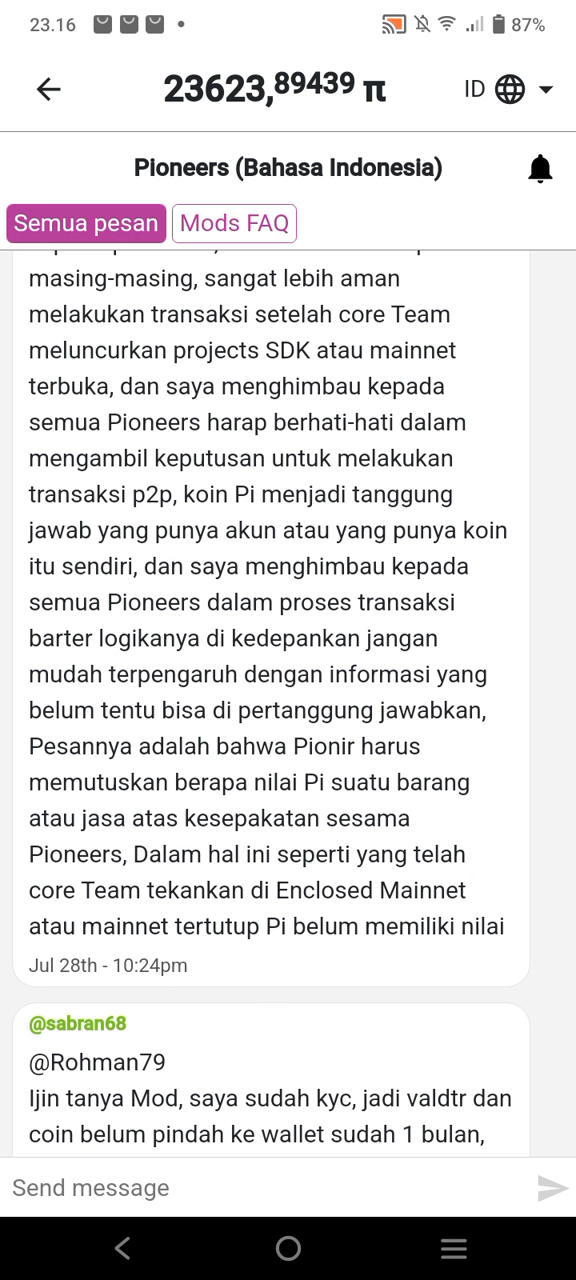 23.16
87%
23623,89439 π
ID
Pioneers (Bahasa Indonesia)
Semua pesan
Mods FAQ
masing-masing, sangat lebih aman
melakukan transaksi setelah core Team
meluncurkan projects SDK atau mainnet
terbuka, dan saya menghimbau kepada
semua Pioneers harap berhati-hati dalam
mengambil keputusan untuk melakukan
transaksi p2p, koin Pi menjadi tanggung
jawab yang punya akun atau yang punya koin
itu sendiri, dan saya menghimbau kepada
semua Pioneers dalam proses transaksi
barter logikanya di kedepankan jangan
mudah terpengaruh dengan informasi yang
belum tentu bisa di pertanggung jawabkan,
Pesannya adalah bahwa Pionir harus
memutuskan berapa nilai Pi suatu barang
atau jasa atas kesepakatan sesama
Pioneers, Dalam hal ini seperti yang telah
core Team tekankan di Enclosed Mainnet
atau mainnet tertutup Pi belum memiliki nilai
Jul 28th - 10:24pm
@sabran68
@Rohman79
Ijin tanya Mod, saya sudah kyc, jadi valdtr dan
coin belum pindah ke wallet sudah 1 bulan,
Send message